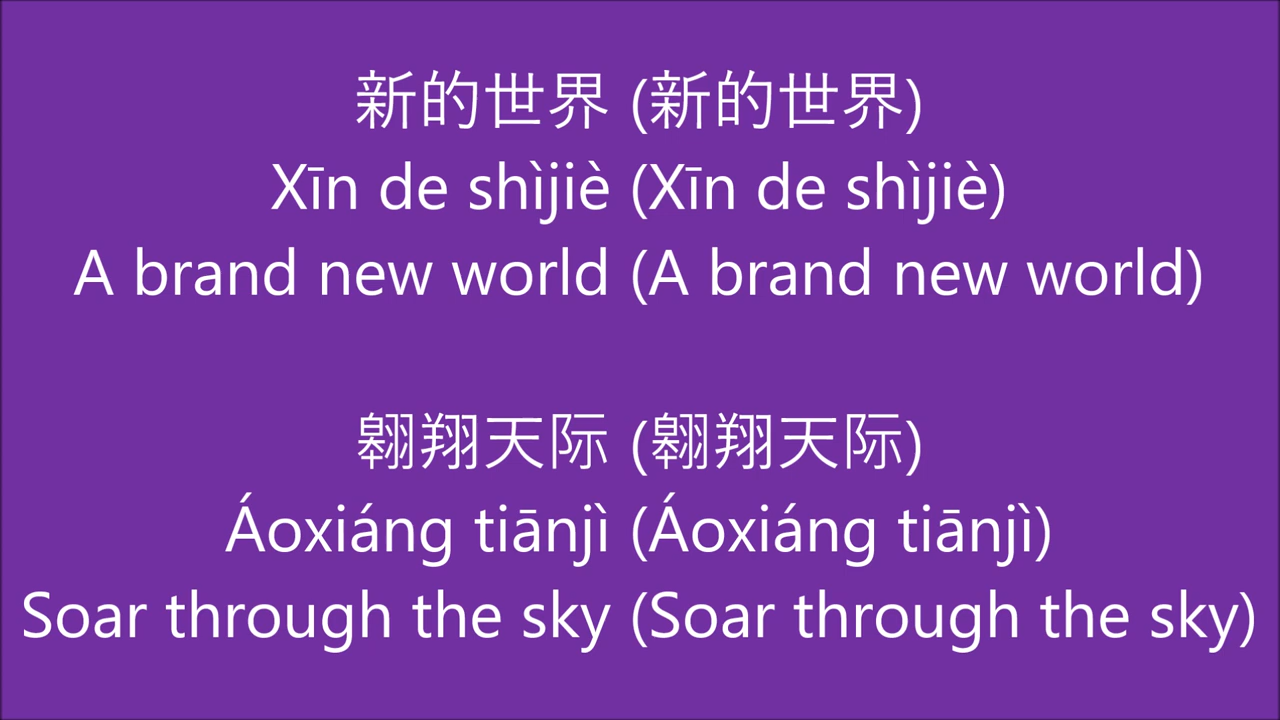 新的世界 (新的世界)
Xīn de shìjiè (Xīn de shìjiè)
A brand new world (A brand new world)
翱翔天际 (翱翔天际)
Áoxiáng tiānjì (Áoxiáng tiānjì)
Soar through the sky (Soar through the sky)